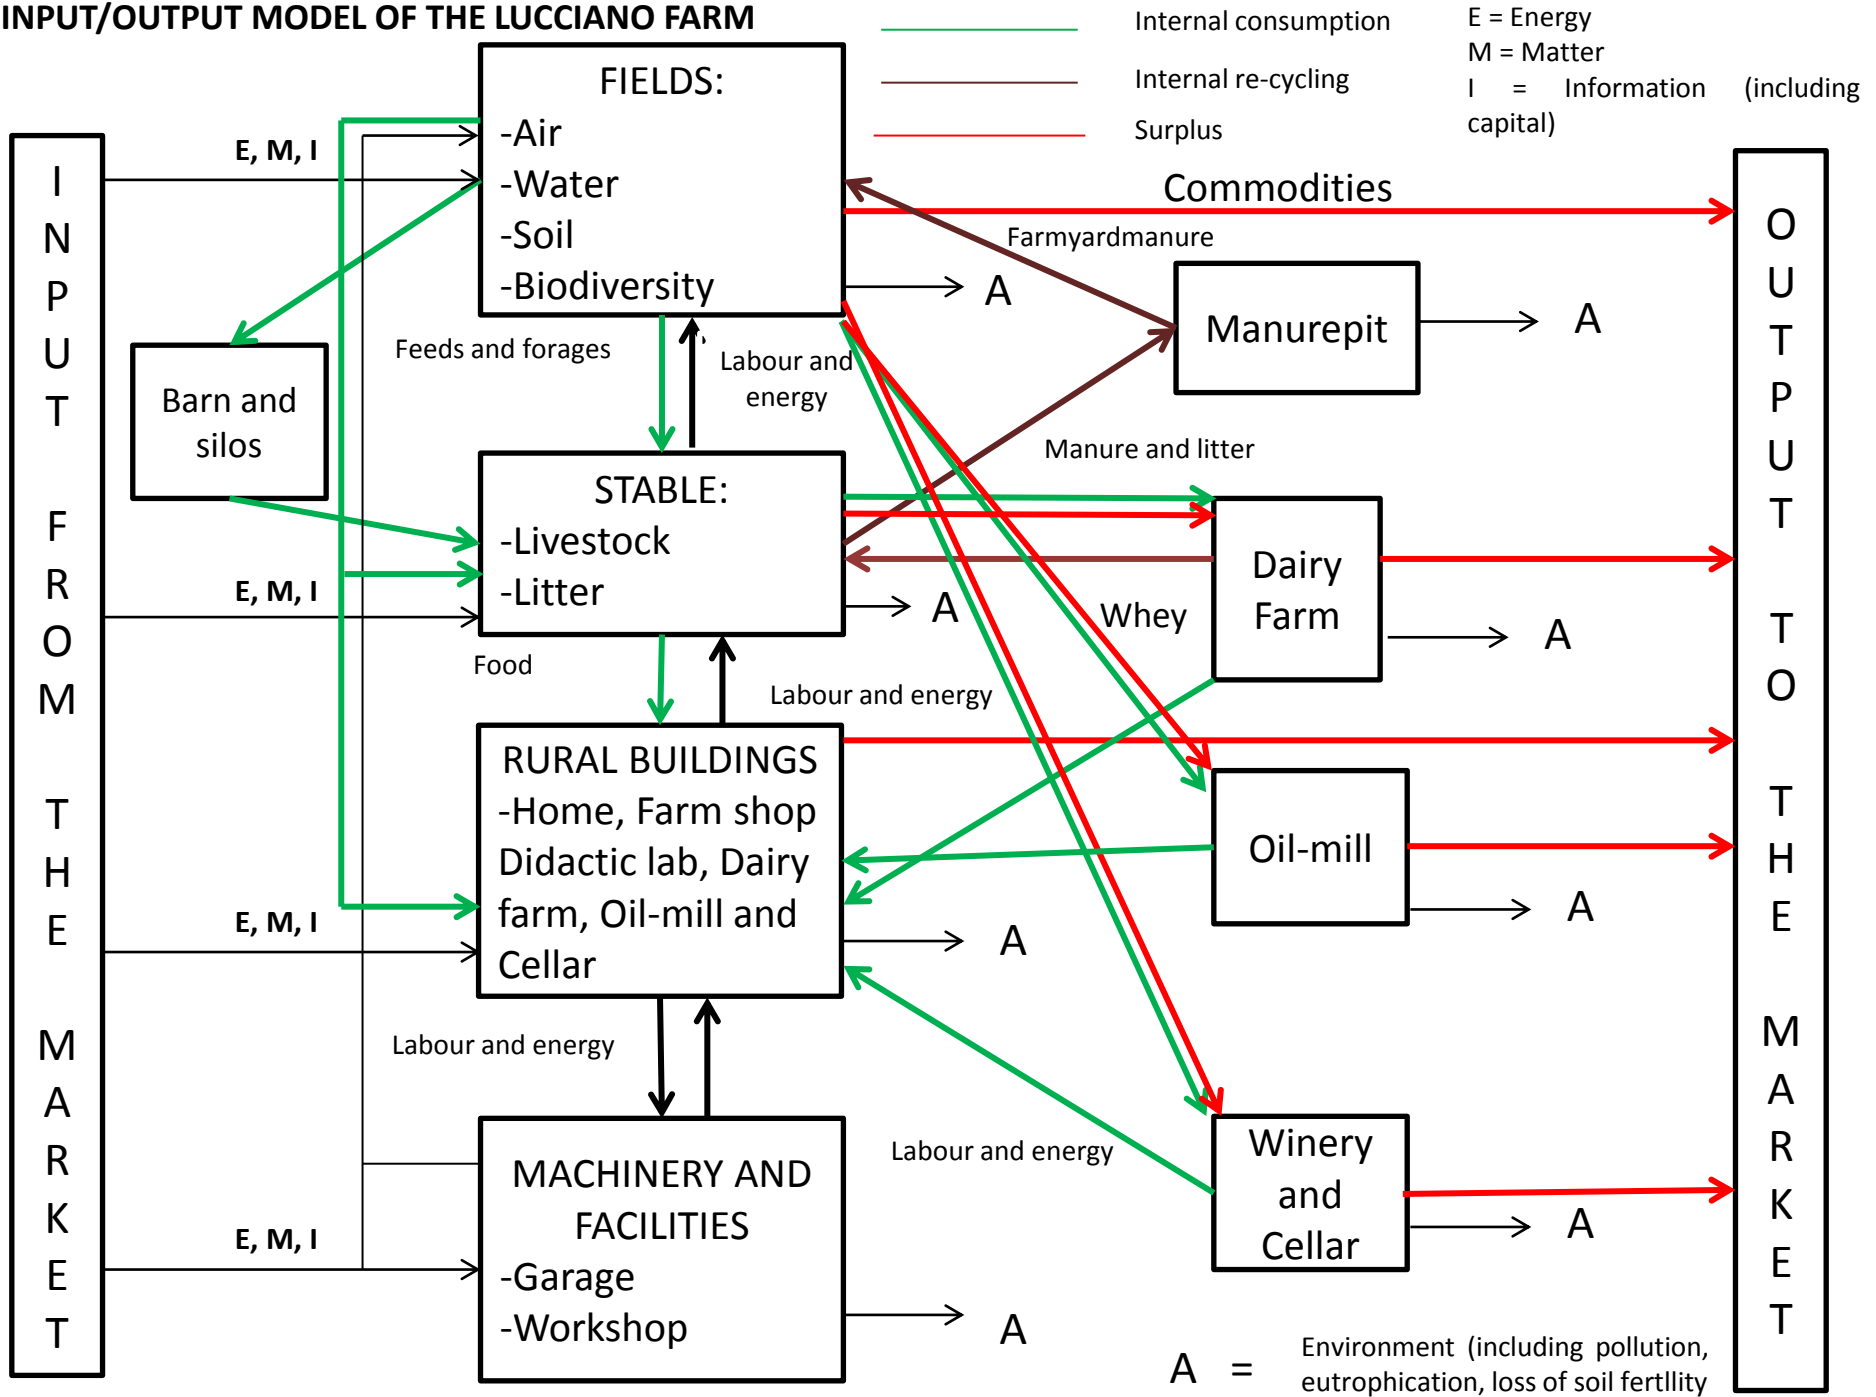 INPUT/OUTPUT MODEL OF THE LUCCIANO FARM
Internal consumption
Internal re-cycling
Surplus
E = Energy
M = Matter
I = Information (including
capital)
INPUT FROM THE MARKET
E, M, I
E, M, I
E, M, I
E, M, I
FIELDS:
-Air
-Water
-Soil
-Biodiversity
A
Commodities
Farmyardmanure
Manurepit
A
Barn and
silos
Feeds and forages
Labour and
energy
Manure and litter
STABLE:
-Livestock
-Litter
A
Whey
Dairy
Farm
A
Food
Labour and energy
RURAL BUILDINGS
-Home, Farm shop
Didactic lab, Dairy
farm, Oil-mill and
Cellar
A
Oil-mill
A
Labour and energy
Labour and energy
MACHINERY AND
FACILITIES
-Garage
-Workshop
A
Winery
and
Cellar
A
OUTPUT TO THE MARKET
A = Environment (including pollution,
eutrophication, loss of soil fertllity